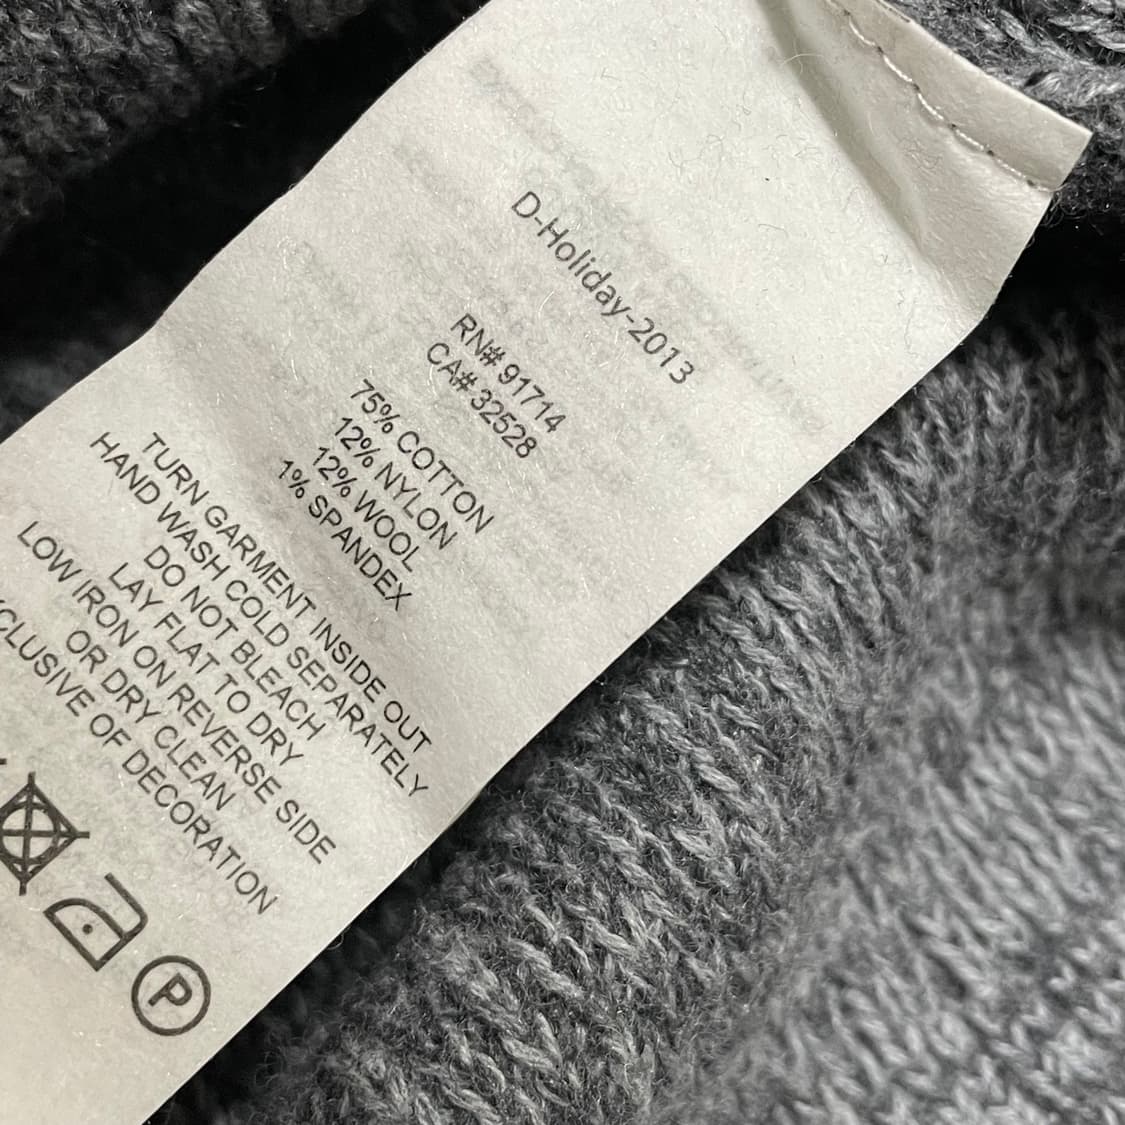 D-Holiday-2013
RN# 91714
CA# 32528
75% COTTON
12% NYLON
12% WOOL
1% SPANDEX
TURN GARMENT INSIDE OUT
HAND WASH COLD SEPARATELY
DO NOT BLEACH
LAY FLAT TO DRY
LOW IRON ON REVERSE SIDE
OR DRY CLEAN
OF DECORATION
P